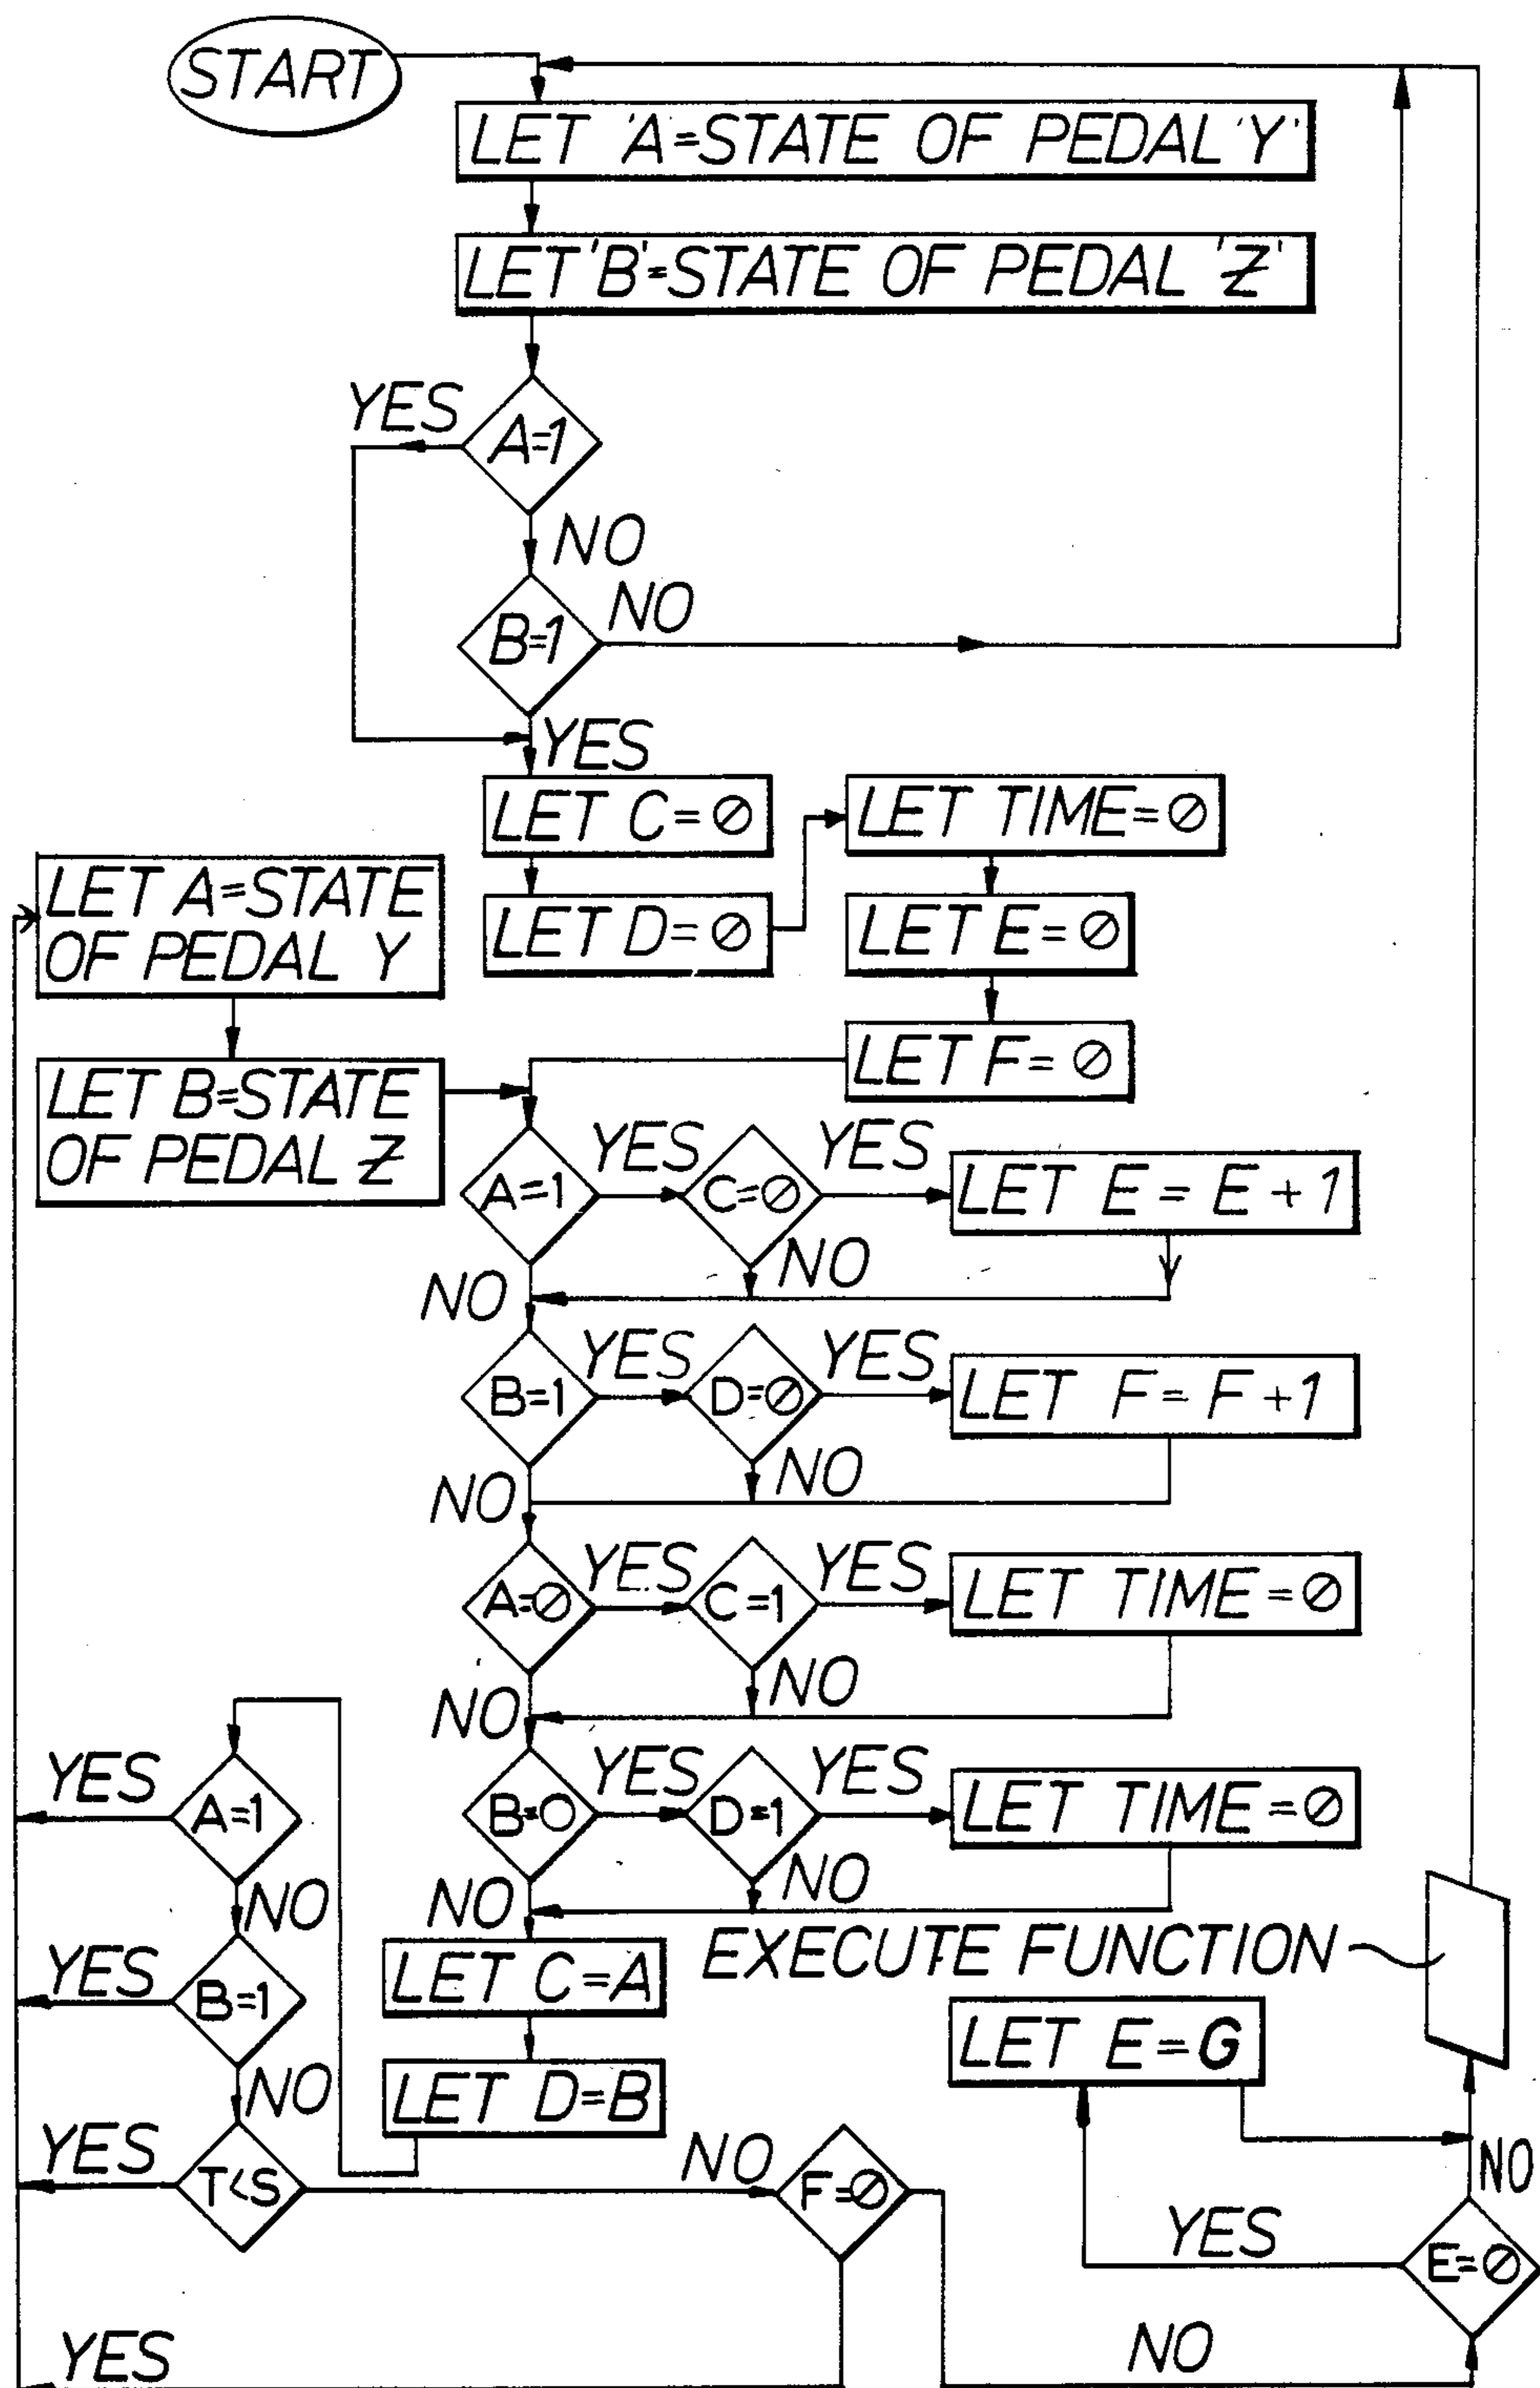 START
LET 'A=STATE OF PEDAL 'Y'
LET 'B'=STATE OF PEDAL 'Z'
YES
A=1
NO
B=1
NO
YES
LET C=∅
LET TIME=∅
LET D=∅
LET E=∅
LET F=∅
LET A=STATE
OF PEDAL Y
LET B=STATE
OF PEDAL Z
A=1
YES
C=∅
YES
LET E=E+1
NO
NO
B=1
YES
D=∅
YES
LET F=F+1
NO
NO
A=∅
YES
C=1
YES
LET TIME=∅
NO
NO
B=O
YES
D=1
YES
LET TIME=∅
NO
NO
LET C=A
LET D=B
YES
A=1
NO
YES
B=1
NO
YES
T<S
NO
F=∅
YES
NO
E=∅
YES
NO
LET E=G
EXECUTE FUNCTION